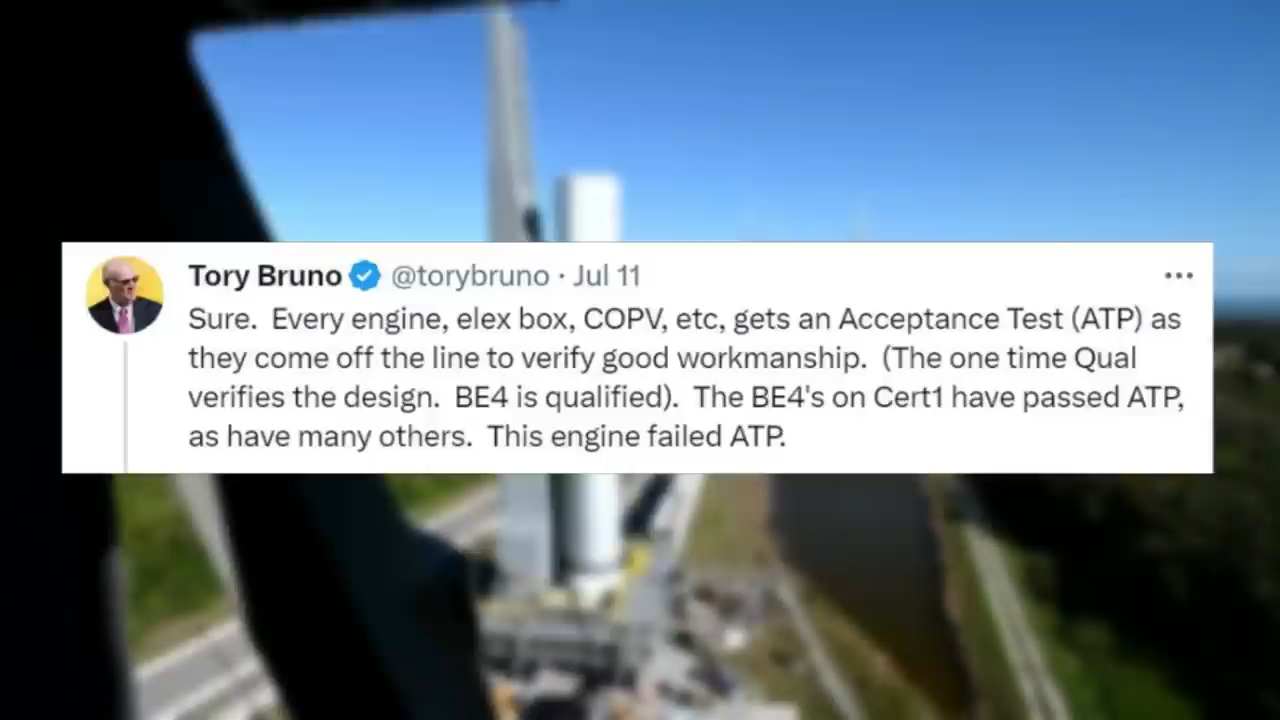 Tory Bruno @torybruno · Jul 11
Sure. Every engine, elex box, COPV, etc, gets an Acceptance Test (ATP) as
they come off the line to verify good workmanship. (The one time Qual
verifies the design. BE4 is qualified). The BE4's on Cert1 have passed ATP,
as have many others. This engine failed ATP.